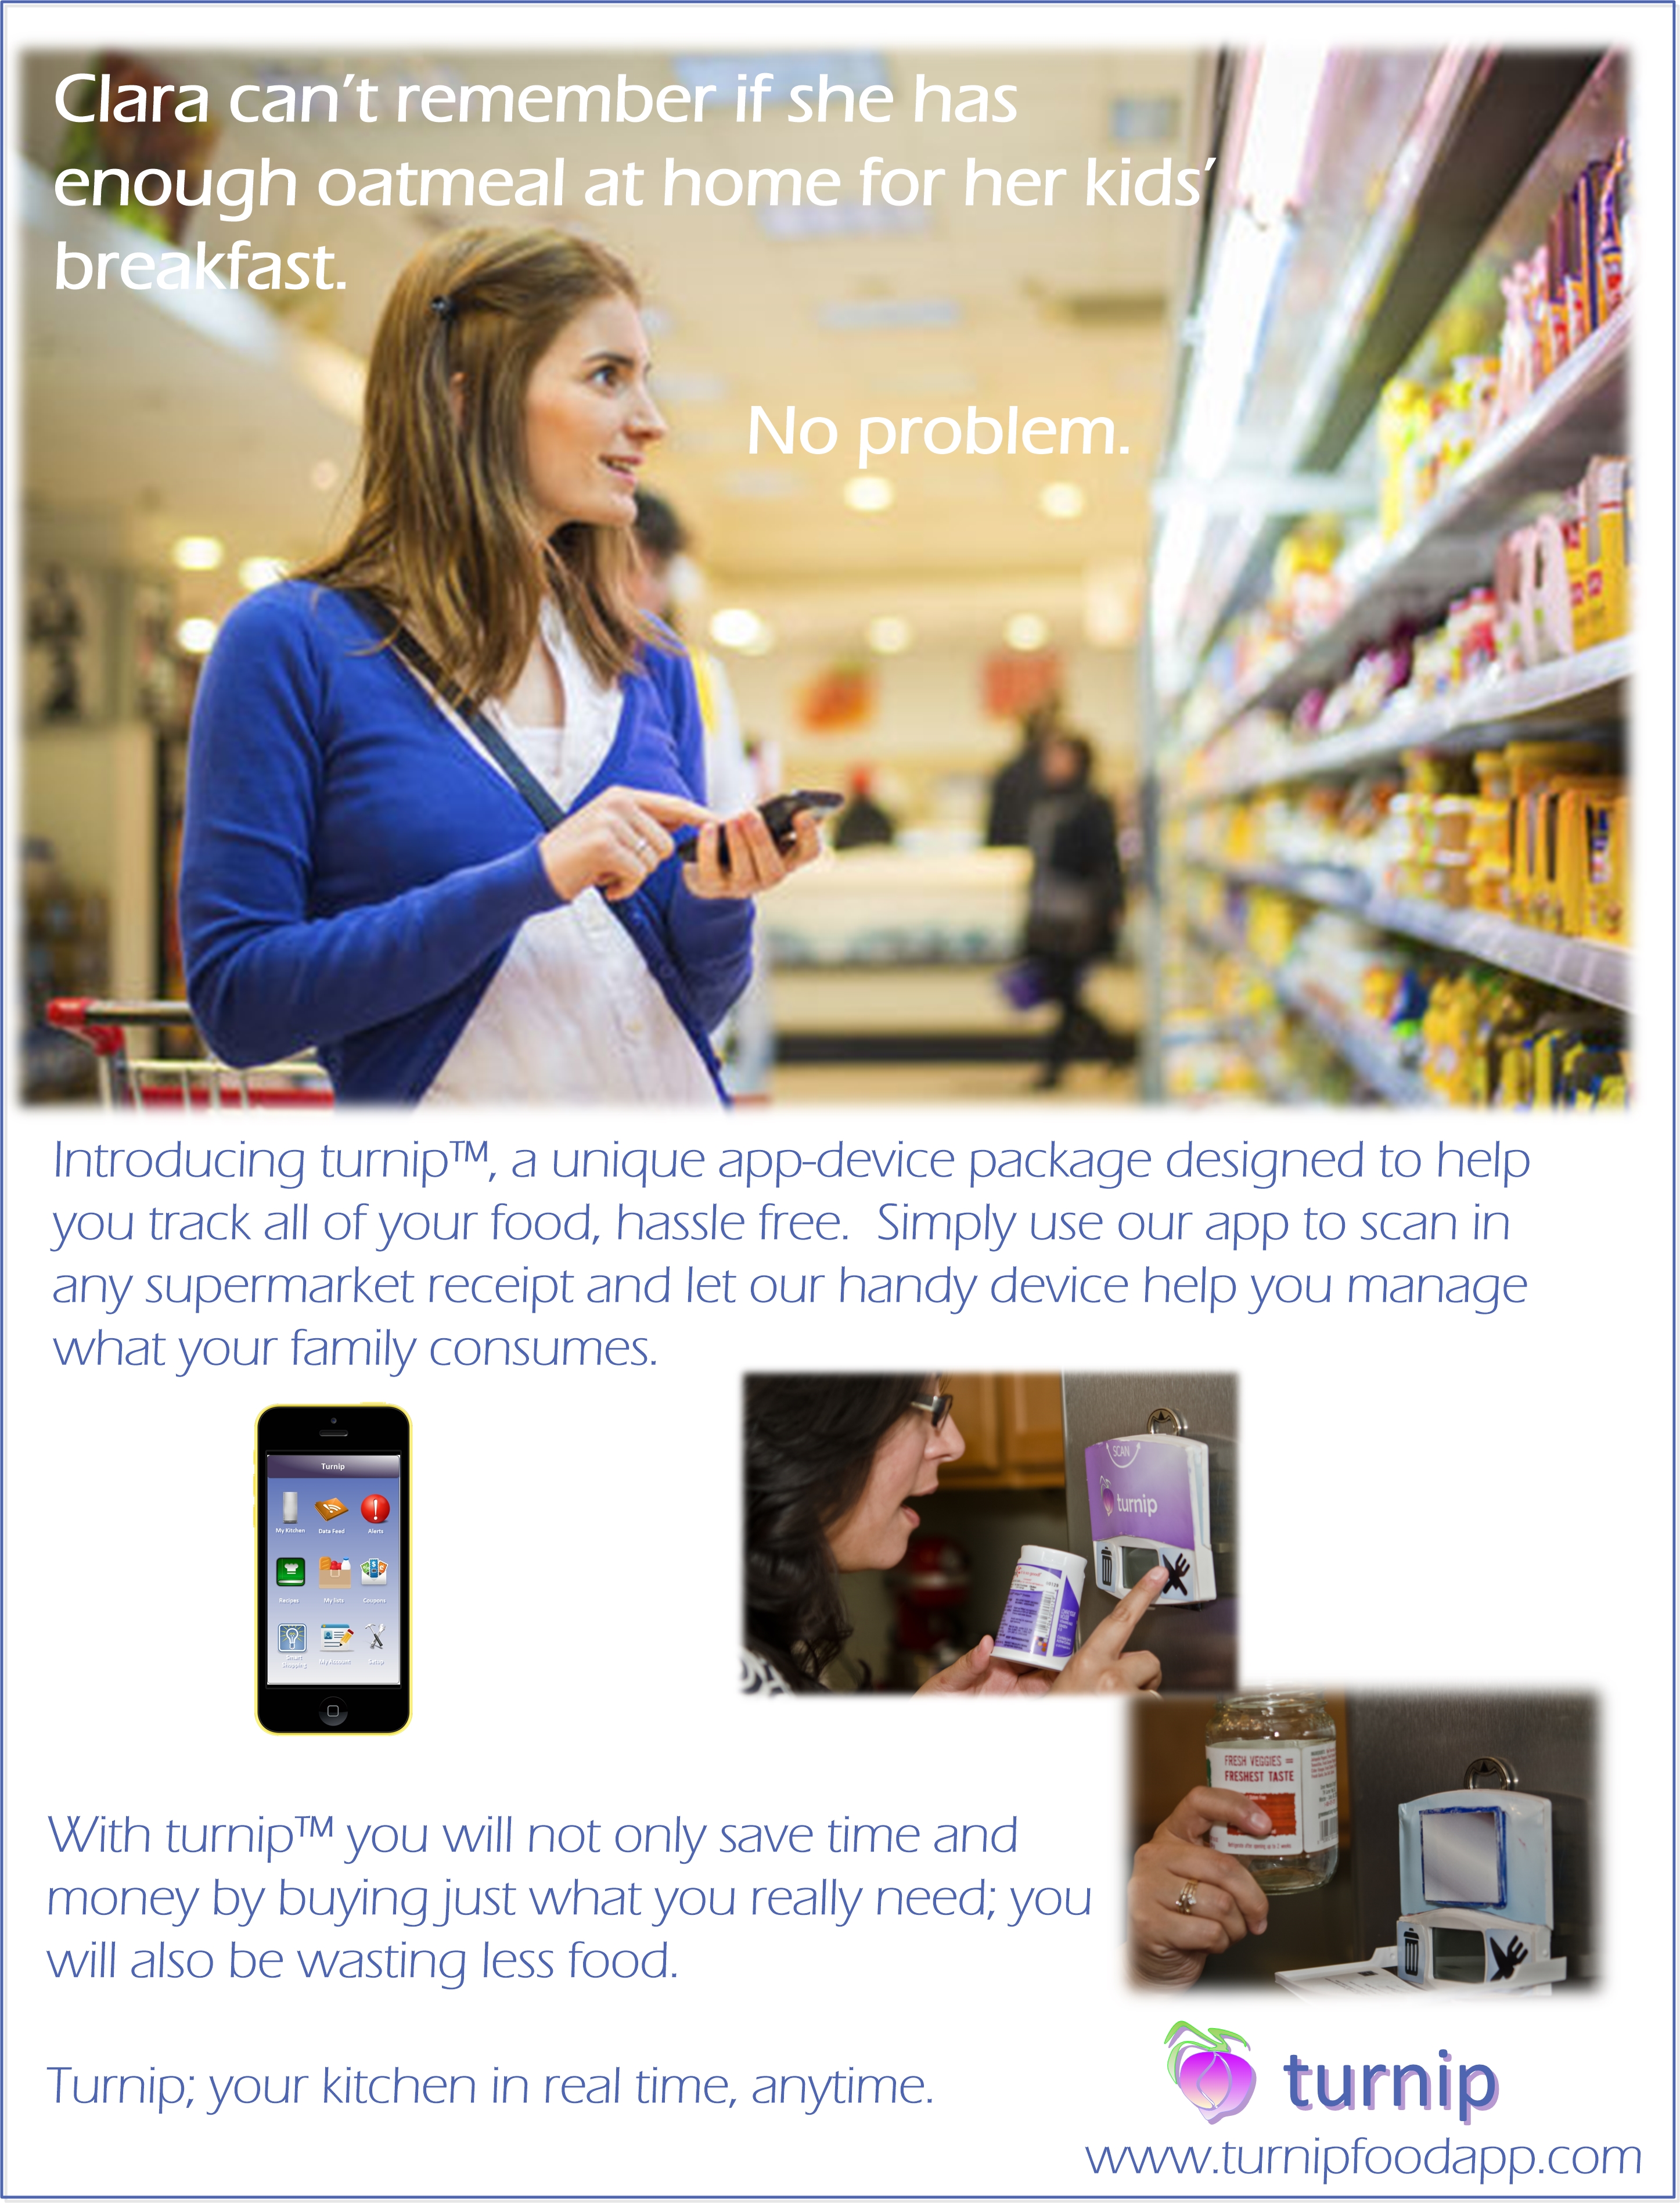 Clara can’t remember if she has
enough oatmeal at home for her kids’
breakfast.
No problem.
Introducing turnip™, a unique app-device package designed to help
you track all of your food, hassle free.  Simply use our app to scan in
any supermarket receipt and let our handy device help you manage
what your family consumes.
Turnip
My Kitchen Data Feed Alerts
Recipes My lists Coupons
Smart
Shopping My Account Setup
SCAN
turnip
FRESH VEGGIES =
FRESHEST TASTE
With turnip™ you will not only save time and
money by buying just what you really need; you
will also be wasting less food.
Turnip; your kitchen in real time, anytime.
turnip
www.turnipfoodapp.com